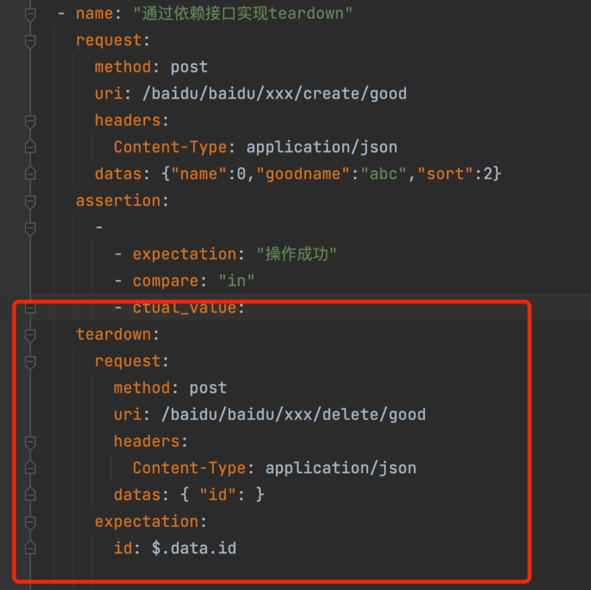 - name: "通过依赖接口实现teardown"
request:
method: post
uri: /baidu/baidu/xxx/create/good
headers:
Content-Type: application/json
datas: {"name":0,"goodname":"abc","sort":2}
assertion:
-
- expectation: "操作成功"
- compare: "in"
- ctual_value:
teardown:
request:
method: post
uri: /baidu/baidu/xxx/delete/good
headers:
Content-Type: application/json
datas: { "id": }
expectation:
id: $.data.id